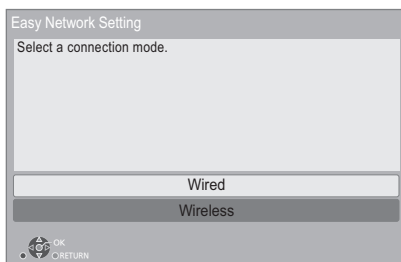 Easy Network Setting
Select a connection mode.
Wired
Wireless
OK
RETURN